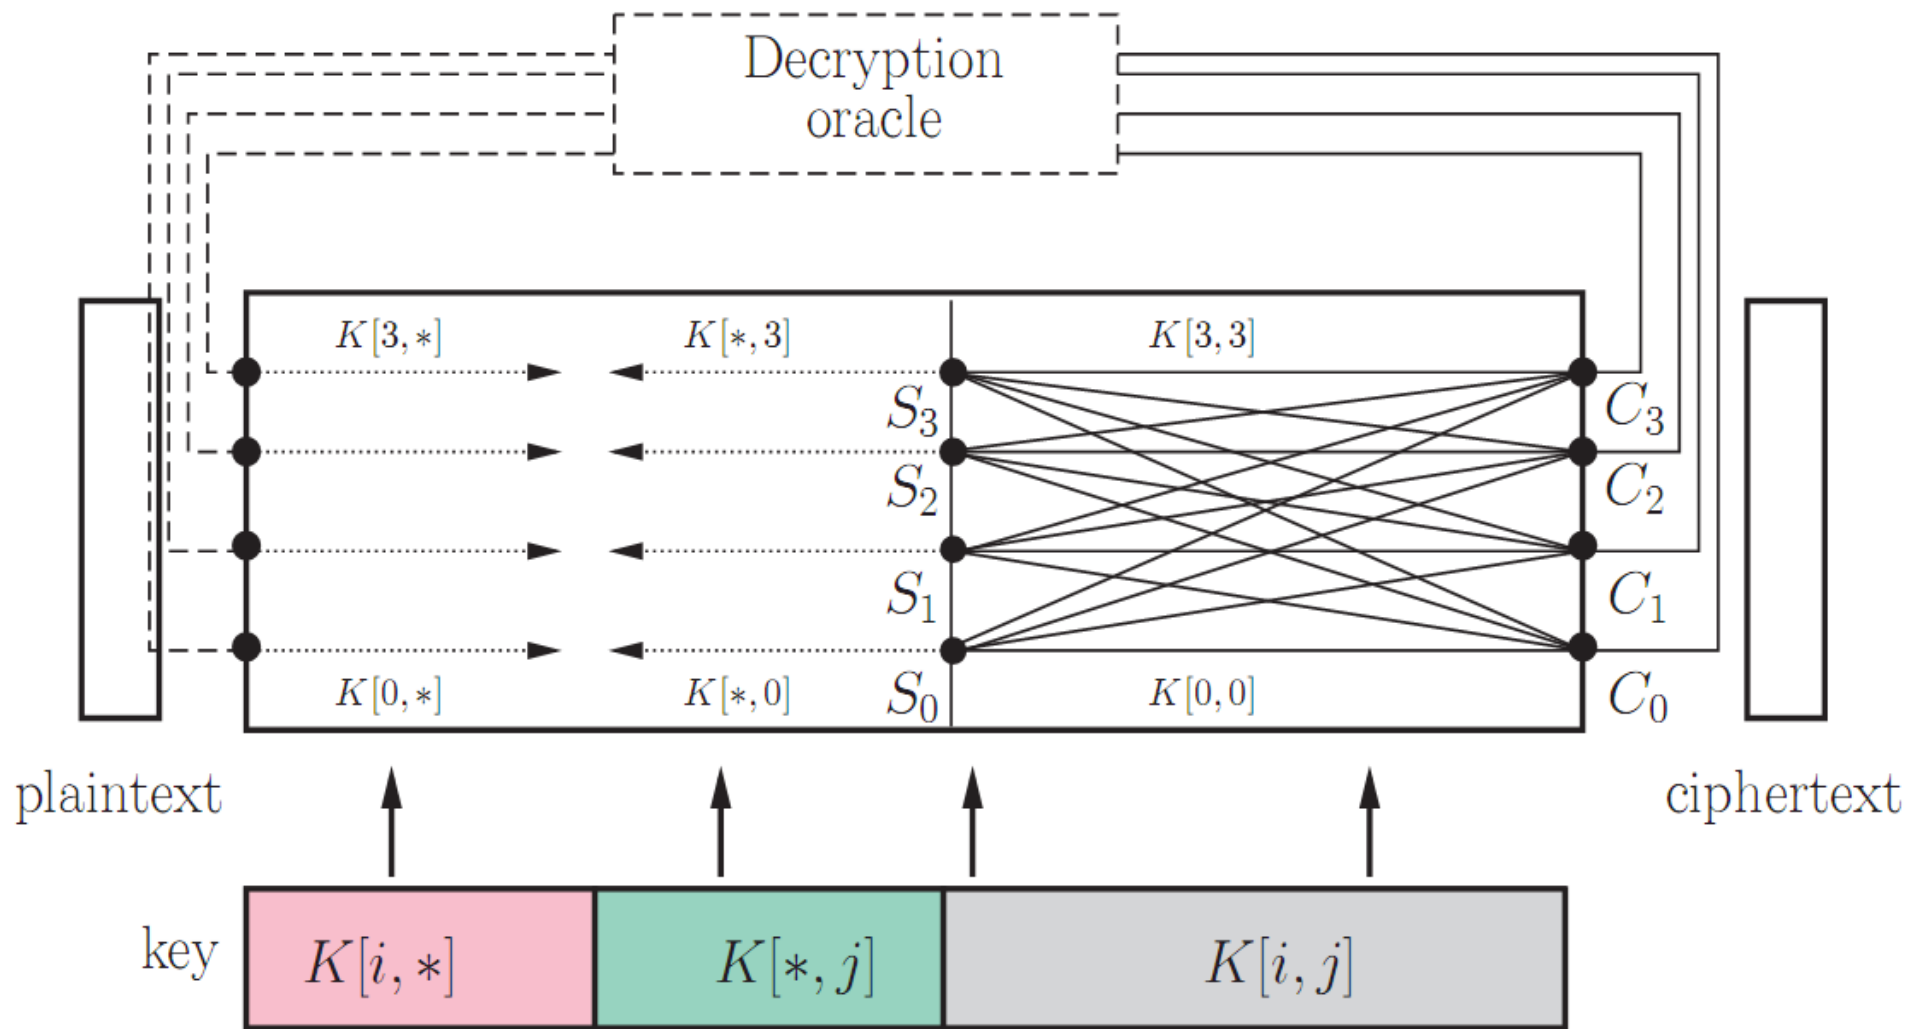 Decryption
oracle
K[3,∗] K[∗,3] K[3,3]
S₃ C₃
S₂ C₂
S₁ C₁
K[0,∗] K[∗,0] S₀ K[0,0] C₀
plaintext ciphertext
key K[i,∗] K[∗,j] K[i,j]